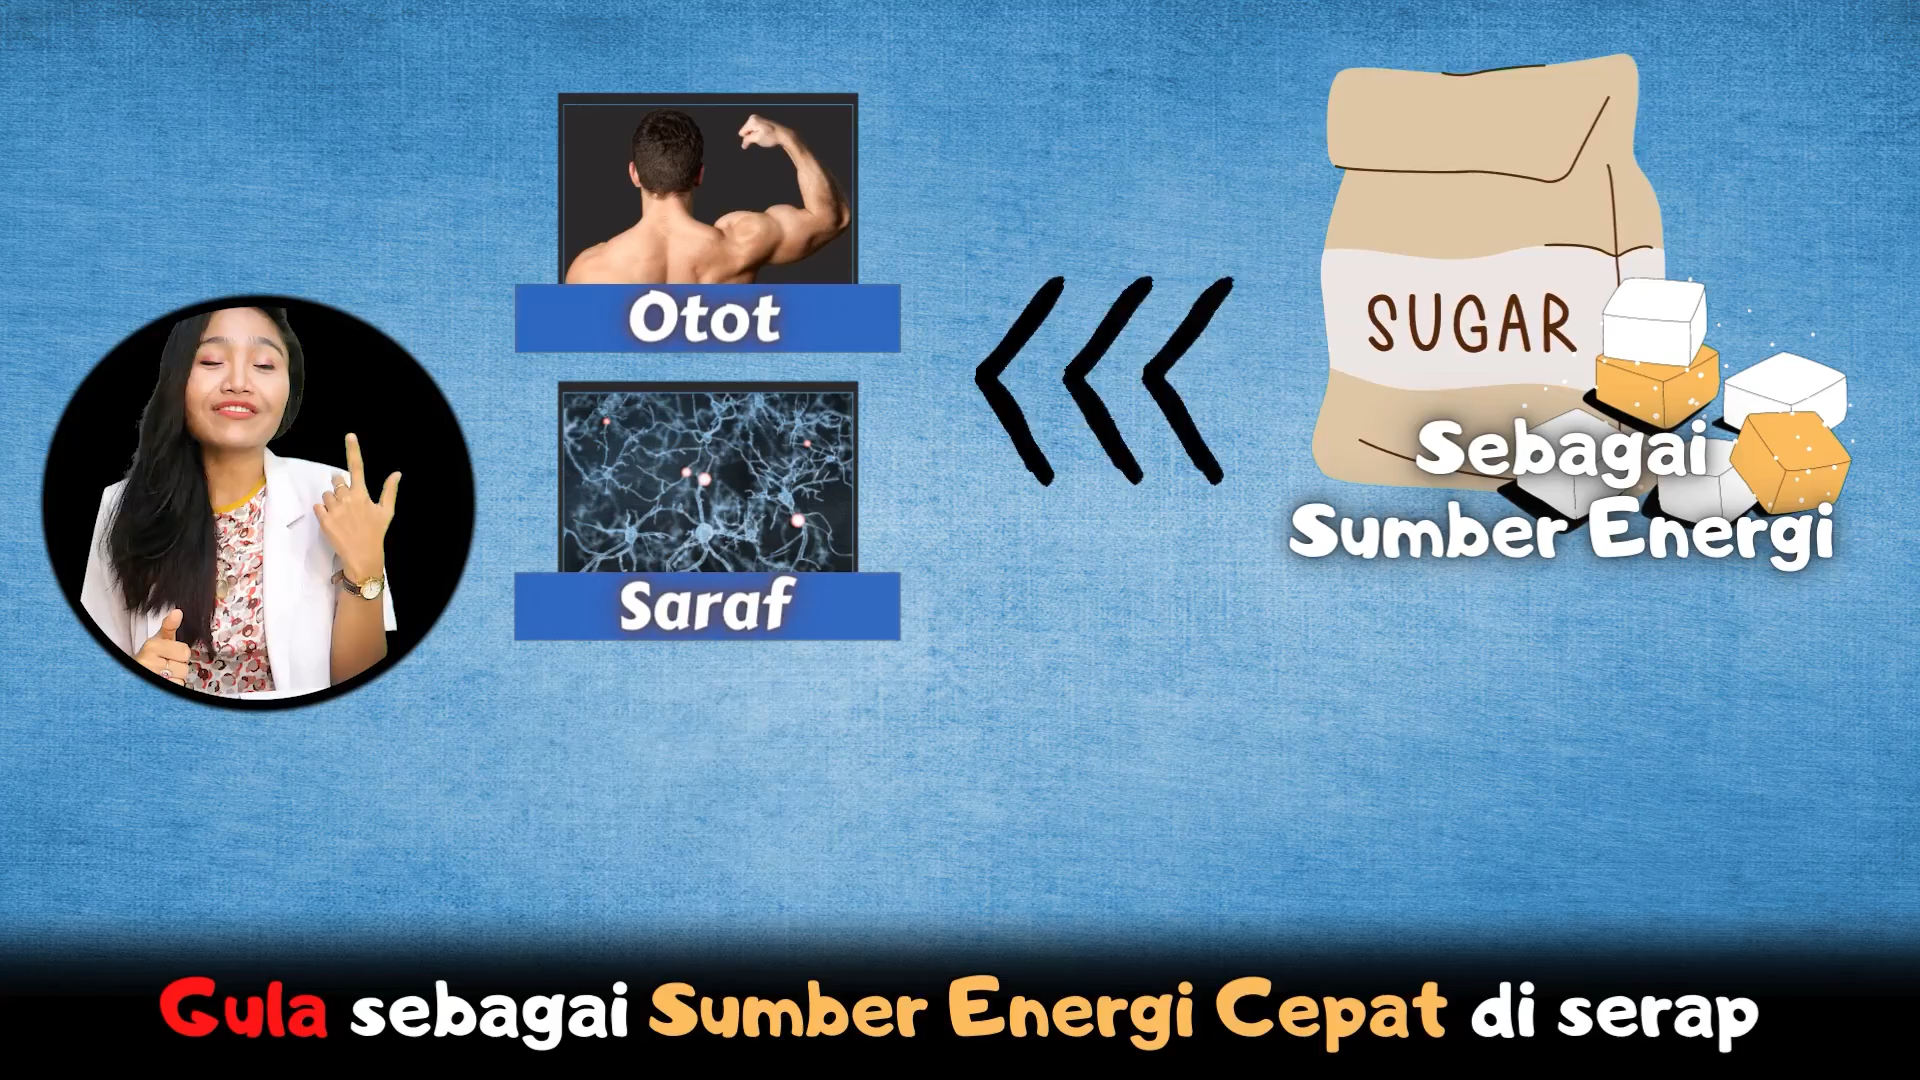 Otot
Saraf
SUGAR
Sebagai
Sumber Energi
Gula sebagai Sumber Energi Cepat di serap